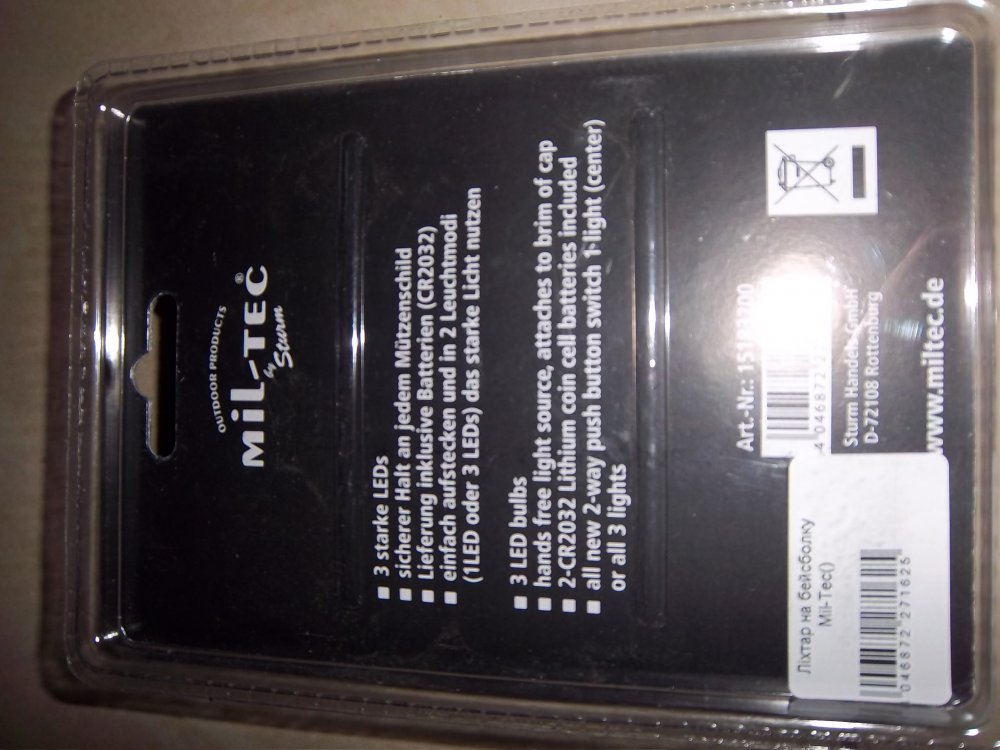 OUTDOOR PRODUCTS
MiL-TEC®
by Sturm
3 starke LEDs
sicherer Halt an jedem Mützenschild
Lieferung inklusive Batterien (CR2032)
einfach aufstecken und in 2 Leuchtmodi
(1LED oder 3 LEDs) das starke Licht nutzen
3 LED bulbs
hands free light source, attaches to brim of cap
2-CR2032 Lithium coin cell batteries included
all new 2-way push button switch 1-light (center)
or all 3 lights
Art.-Nr.:
Sturm Handels GmbH
D-72108 Rottenburg
www.miltec.de
Ліхтар на бейсболку
Mil-Tec()
046872 271625